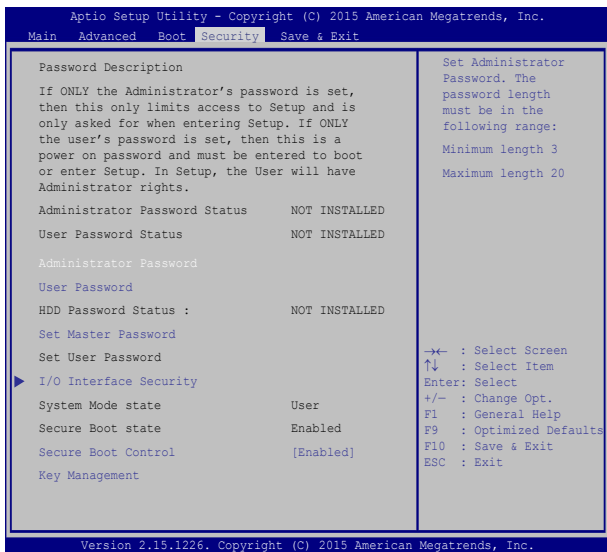 Aptio Setup Utility - Copyright (C) 2015 American Megatrends, Inc.
Main Advanced Boot Security Save & Exit
Password Description
If ONLY the Administrator's password is set,
then this only limits access to Setup and is
only asked for when entering Setup. If ONLY
the user's password is set, then this is a
power on password and must be entered to boot
or enter Setup. In Setup, the User will have
Administrator rights.
Administrator Password Status NOT INSTALLED
User Password Status NOT INSTALLED
Administrator Password
User Password
HDD Password Status : NOT INSTALLED
Set Master Password
Set User Password
I/O Interface Security
System Mode state User
Secure Boot state Enabled
Secure Boot Control [Enabled]
Key Management
Set Administrator
Password. The
password length
must be in the
following range:
Minimum length 3
Maximum length 20
→← : Select Screen
↑↓ : Select Item
Enter: Select
+/— : Change Opt.
F1 : General Help
F9 : Optimized Defaults
F10 : Save & Exit
ESC : Exit
Version 2.15.1226. Copyright (C) 2015 American Megatrends, Inc.